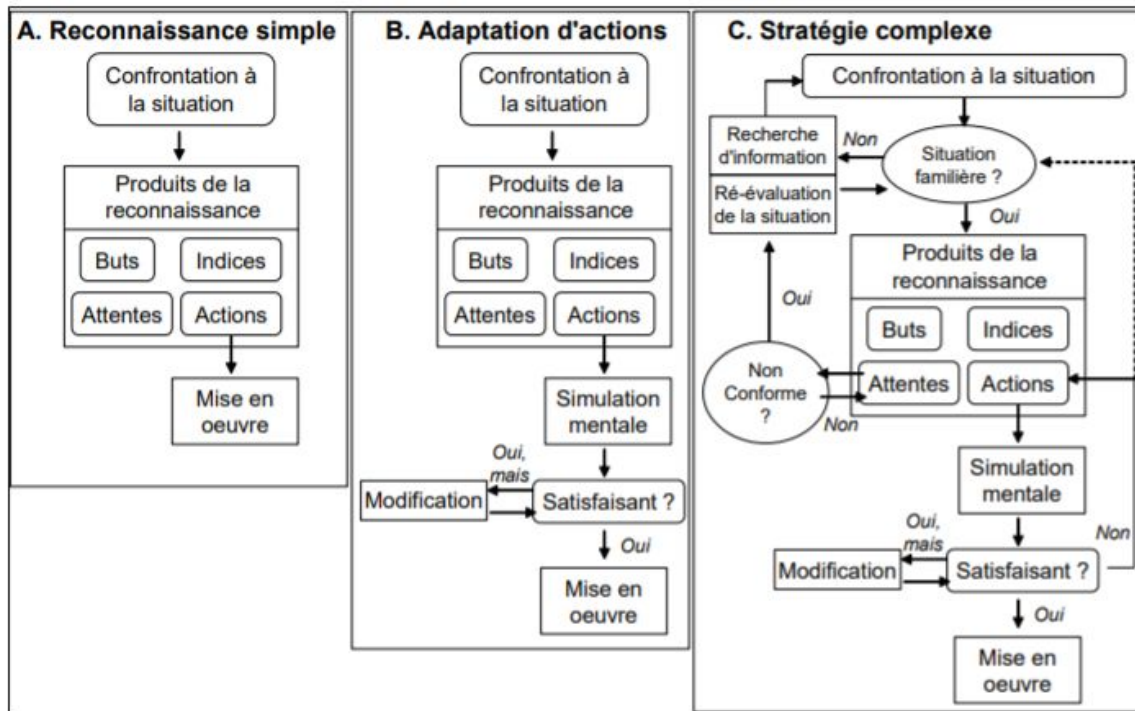 A. Reconnaissance simple
Confrontation à
la situation
Produits de la
reconnaissance
Buts
Indices
Attentes
Actions
Mise en
oeuvre
B. Adaptation d'actions
Confrontation à
la situation
Produits de la
reconnaissance
Buts
Indices
Attentes
Actions
Simulation
mentale
Oui,
mais
Modification
Satisfaisant ?
Oui
Mise en
oeuvre
C. Stratégie complexe
Confrontation à la situation
Recherche
d'information
Non
Situation
familière ?
Ré-évaluation
de la situation
Oui
Produits de la
reconnaissance
Oui
Buts
Indices
Non
Conforme
?
Attentes
Actions
Non
Simulation
mentale
Oui,
mais
Non
Modification
Satisfaisant ?
Oui
Mise en
oeuvre